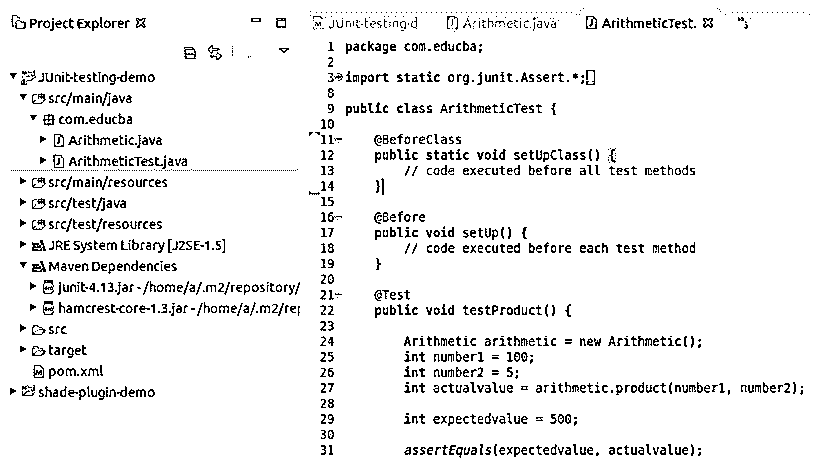 Project Explorer
JUnit-testing-demo
src/main/java
com.educba
Arithmetic.java
ArithmeticTest.java
src/main/resources
src/test/java
src/test/resources
JRE System Library [J2SE-1.5]
Maven Dependencies
junit-4.13.jar - /home/a/.m2/repository/
hamcrest-core-1.3.jar - /home/a/.m2/rep
src
target
pom.xml
shade-plugin-demo
JUnit-testing-d Arithmetic.java ArithmeticTest.
1 package com.educba;
2
3 import static org.junit.Assert.*;
8
9 public class ArithmeticTest {
10
11 @BeforeClass
12 public static void setUpClass() {
13 // code executed before all test methods
14 }
15
16 @Before
17 public void setUp() {
18 // code executed before each test method
19 }
20
21 @Test
22 public void testProduct() {
23
24 Arithmetic arithmetic = new Arithmetic();
25 int number1 = 100;
26 int number2 = 5;
27 int actualvalue = arithmetic.product(number1, number2);
28
29 int expectedvalue = 500;
30
31 assertEquals(expectedvalue, actualvalue);